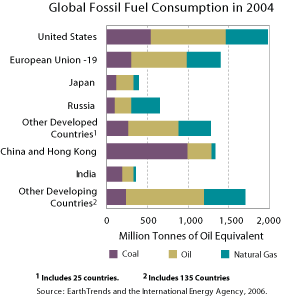 Global Fossil Fuel Consumption in 2004
United States
European Union -19
Japan
Russia
Other Developed
Countries1
China and Hong Kong
India
Other Developing
Countries2
0 500 1,000 1,500 2,000
Million Tonnes of Oil Equivalent
Coal Oil Natural Gas
1 Includes 25 countries. 2 Includes 135 Countries
Source: EarthTrends and the International Energy Agency, 2006.